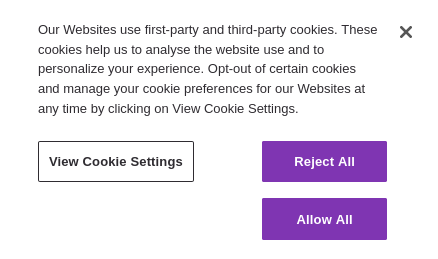 Our Websites use first-party and third-party cookies. These
cookies help us to analyse the website use and to
personalize your experience. Opt-out of certain cookies
and manage your cookie preferences for our Websites at
any time by clicking on View Cookie Settings.
View Cookie Settings
Reject All
Allow All